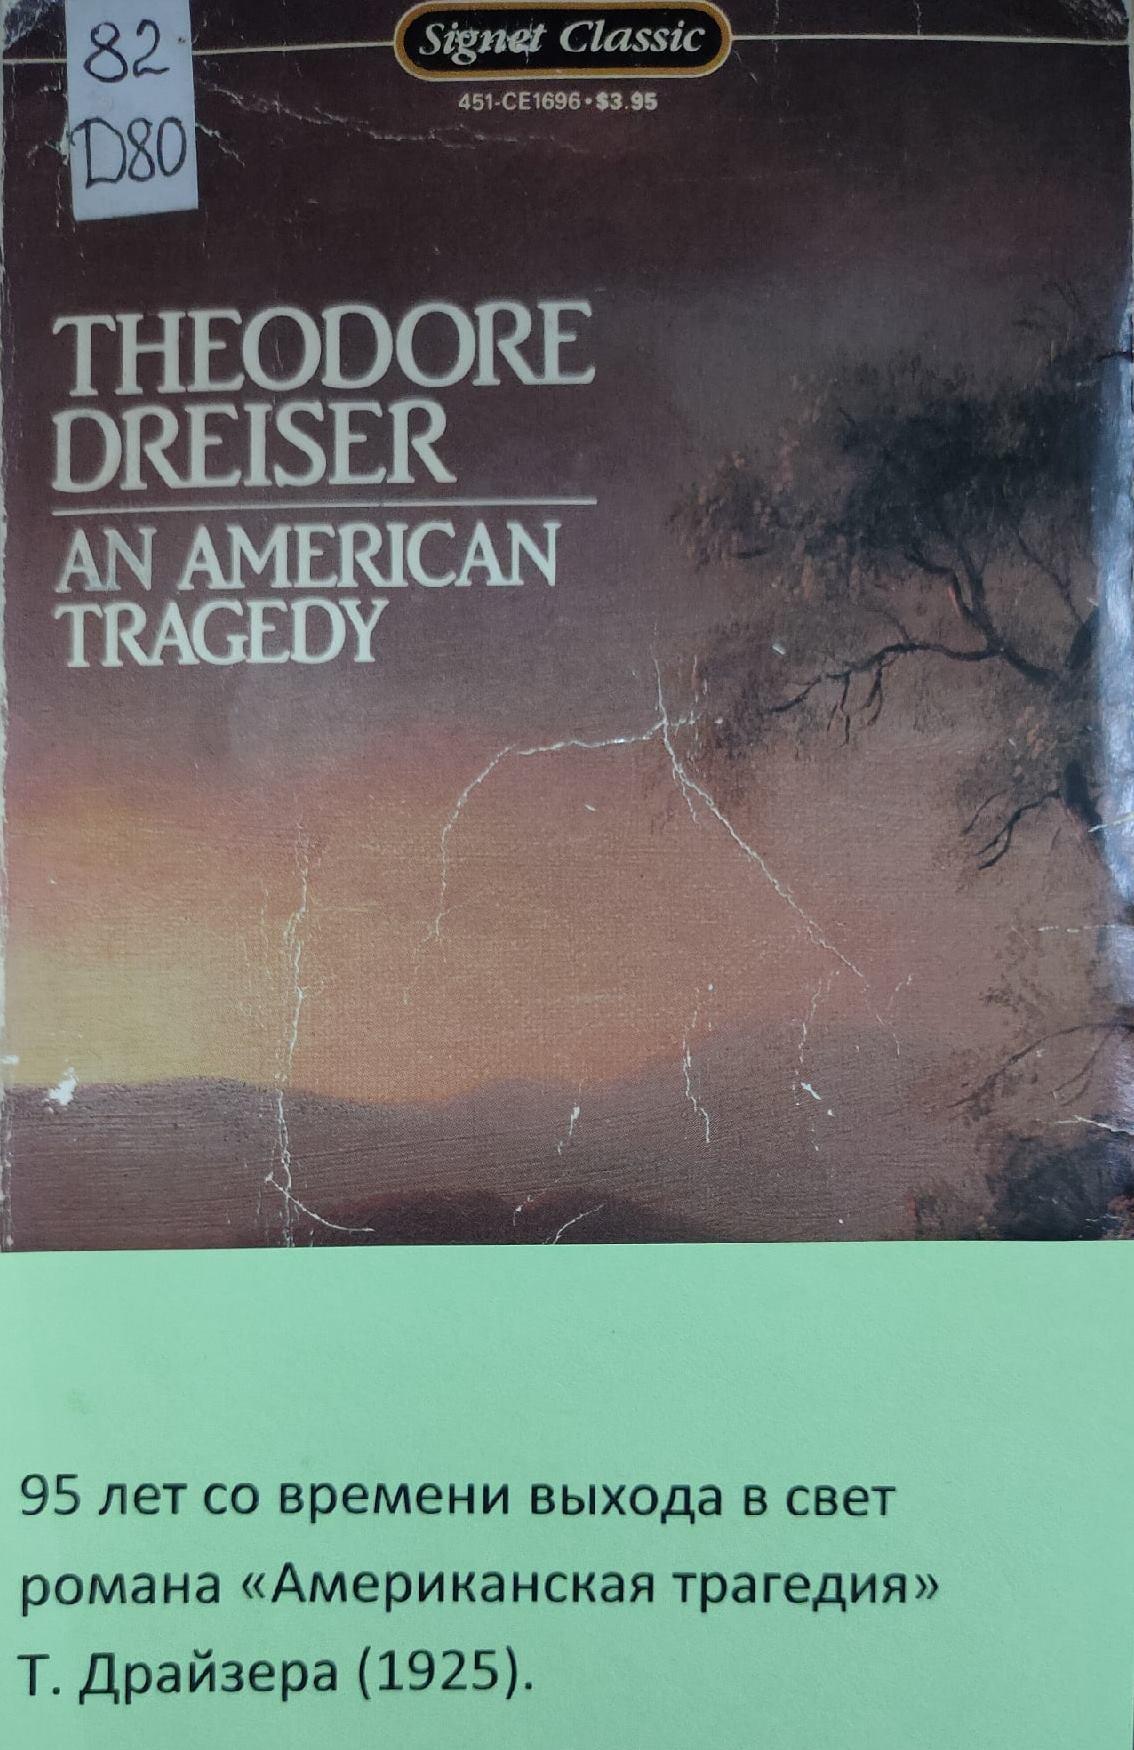 82
D80
Signet Classic
451-CE1696•$3.95
THEODORE
DREISER
AN AMERICAN
TRAGEDY
95 лет со времени выхода в свет
романа «Американская трагедия»
Т. Драйзера (1925).